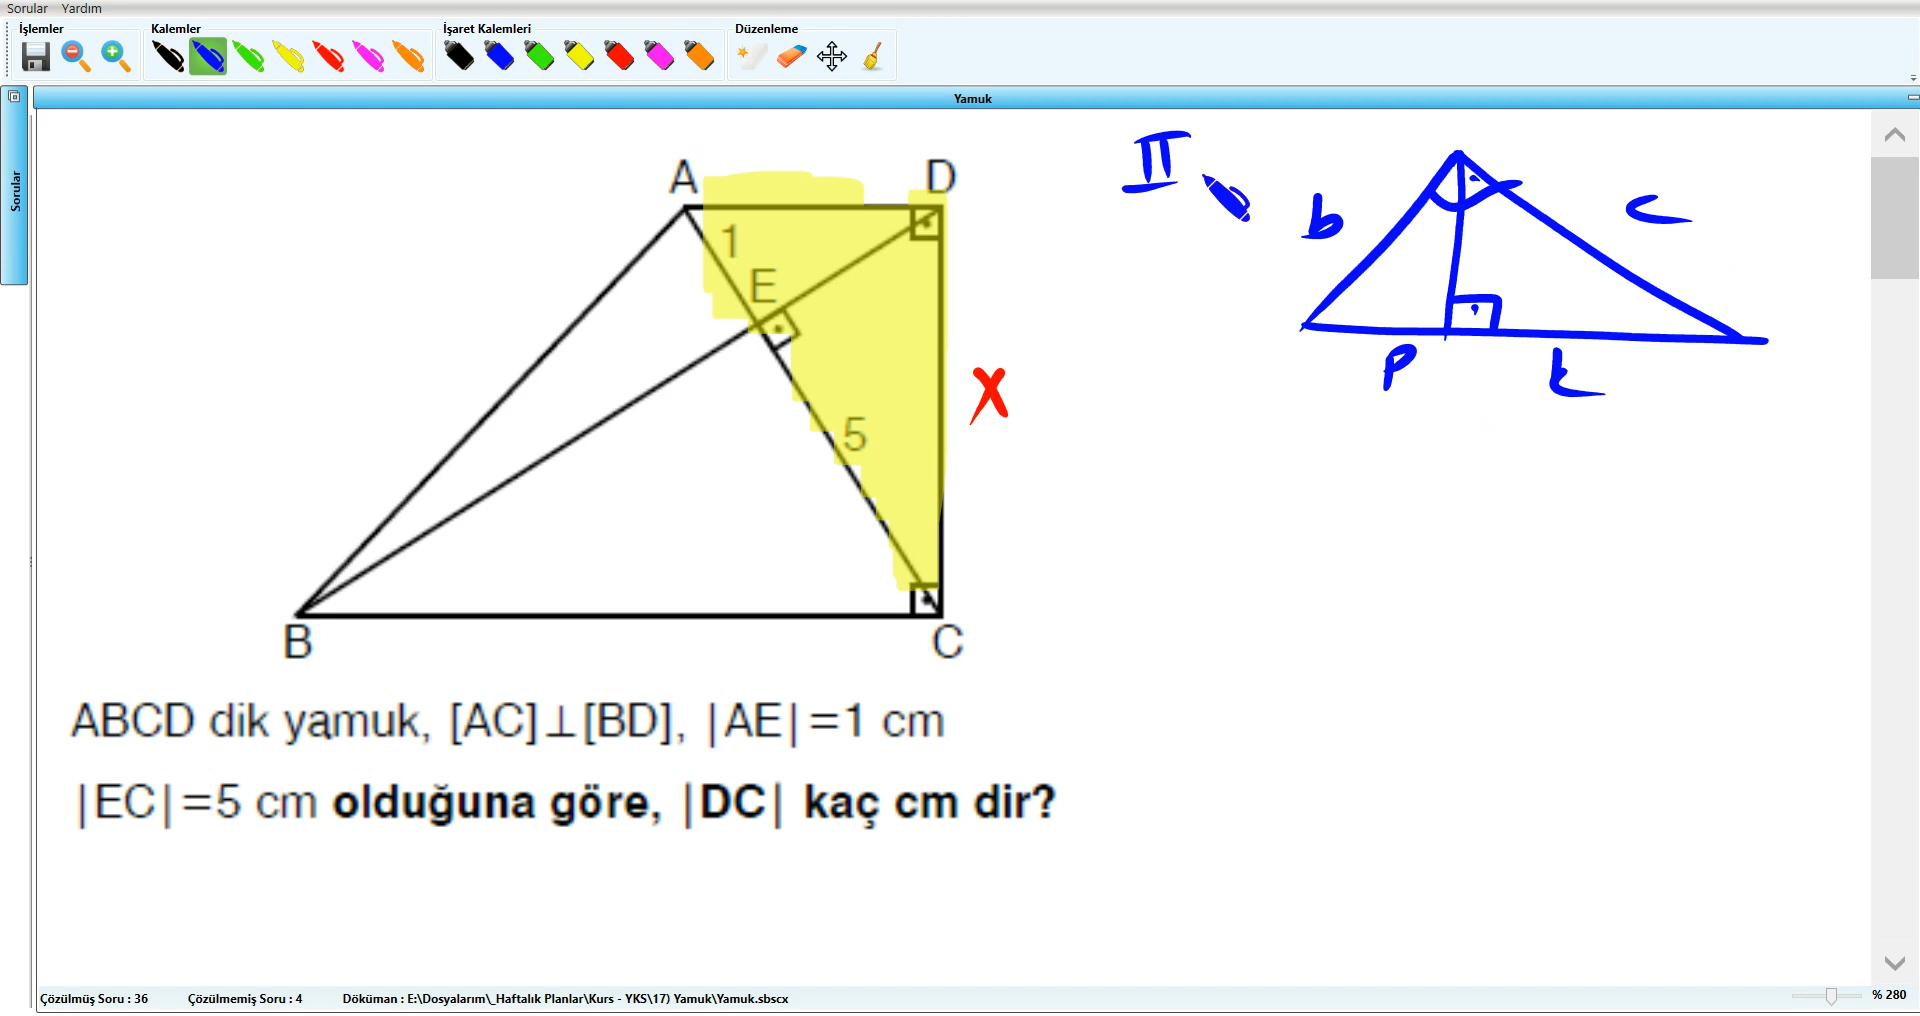 Sorular Yardım
İşlemler Kalemler İşaret Kalemleri Düzenleme
Yamuk
Sorular
A D
II
b c
1
E
x
p k
5
B C
ABCD dik yamuk, [AC]⊥[BD], |AE|=1 cm
|EC|=5 cm olduğuna göre, |DC| kaç cm dir?
Çözülmüş Soru : 36 Çözülmemiş Soru : 4 Döküman : E:\Dosyalarım\_Haftalık Planlar\Kurs - YKS\17) Yamuk\Yamuk.sbscx % 280